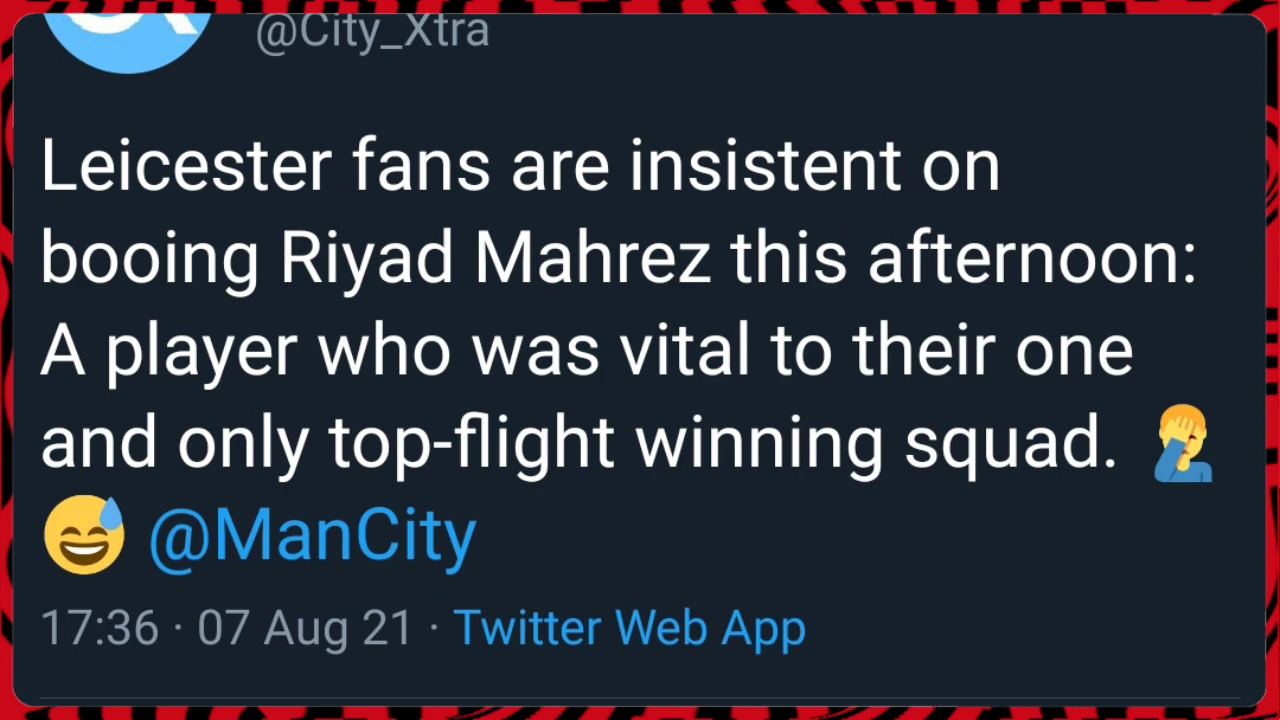 @City_Xtra
Leicester fans are insistent on
booing Riyad Mahrez this afternoon:
A player who was vital to their one
and only top-flight winning squad. 🤦‍♂️
😅 @ManCity
17:36 · 07 Aug 21 · Twitter Web App